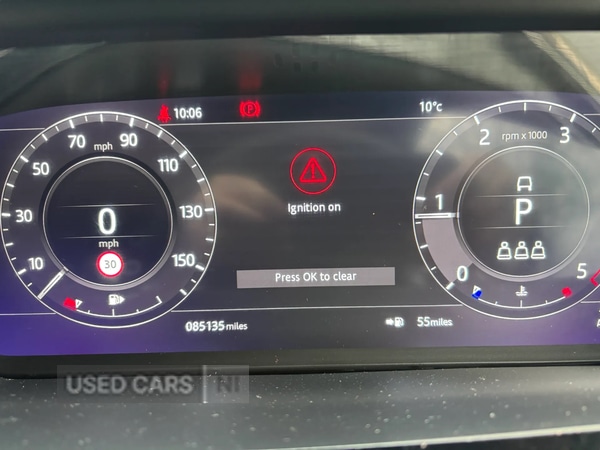 10:06
P
10°c
70 90
50 mph 110
30 0 130
mph
10 30 150
Ignition on
Press OK to clear
2 rpm x1000 3
1 P
0 5
085135 miles
55 miles
USED CARS NI